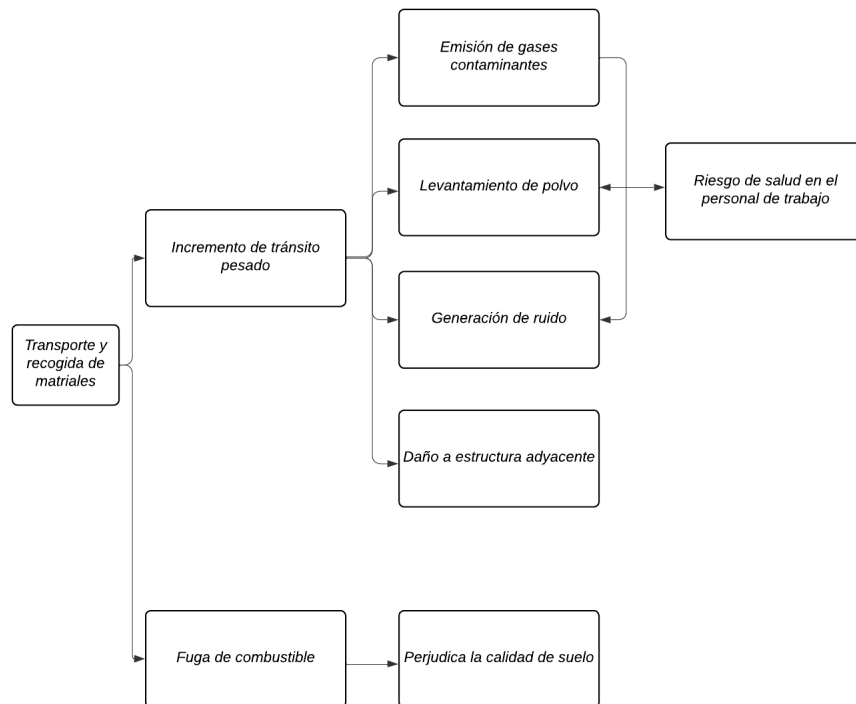 Emisión de gases
contaminantes
Levantamiento de polvo
Riesgo de salud en el
personal de trabajo
Incremento de tránsito
pesado
Generación de ruido
Transporte y
recogida de
matriales
Daño a estructura adyacente
Fuga de combustible
Perjudica la calidad de suelo